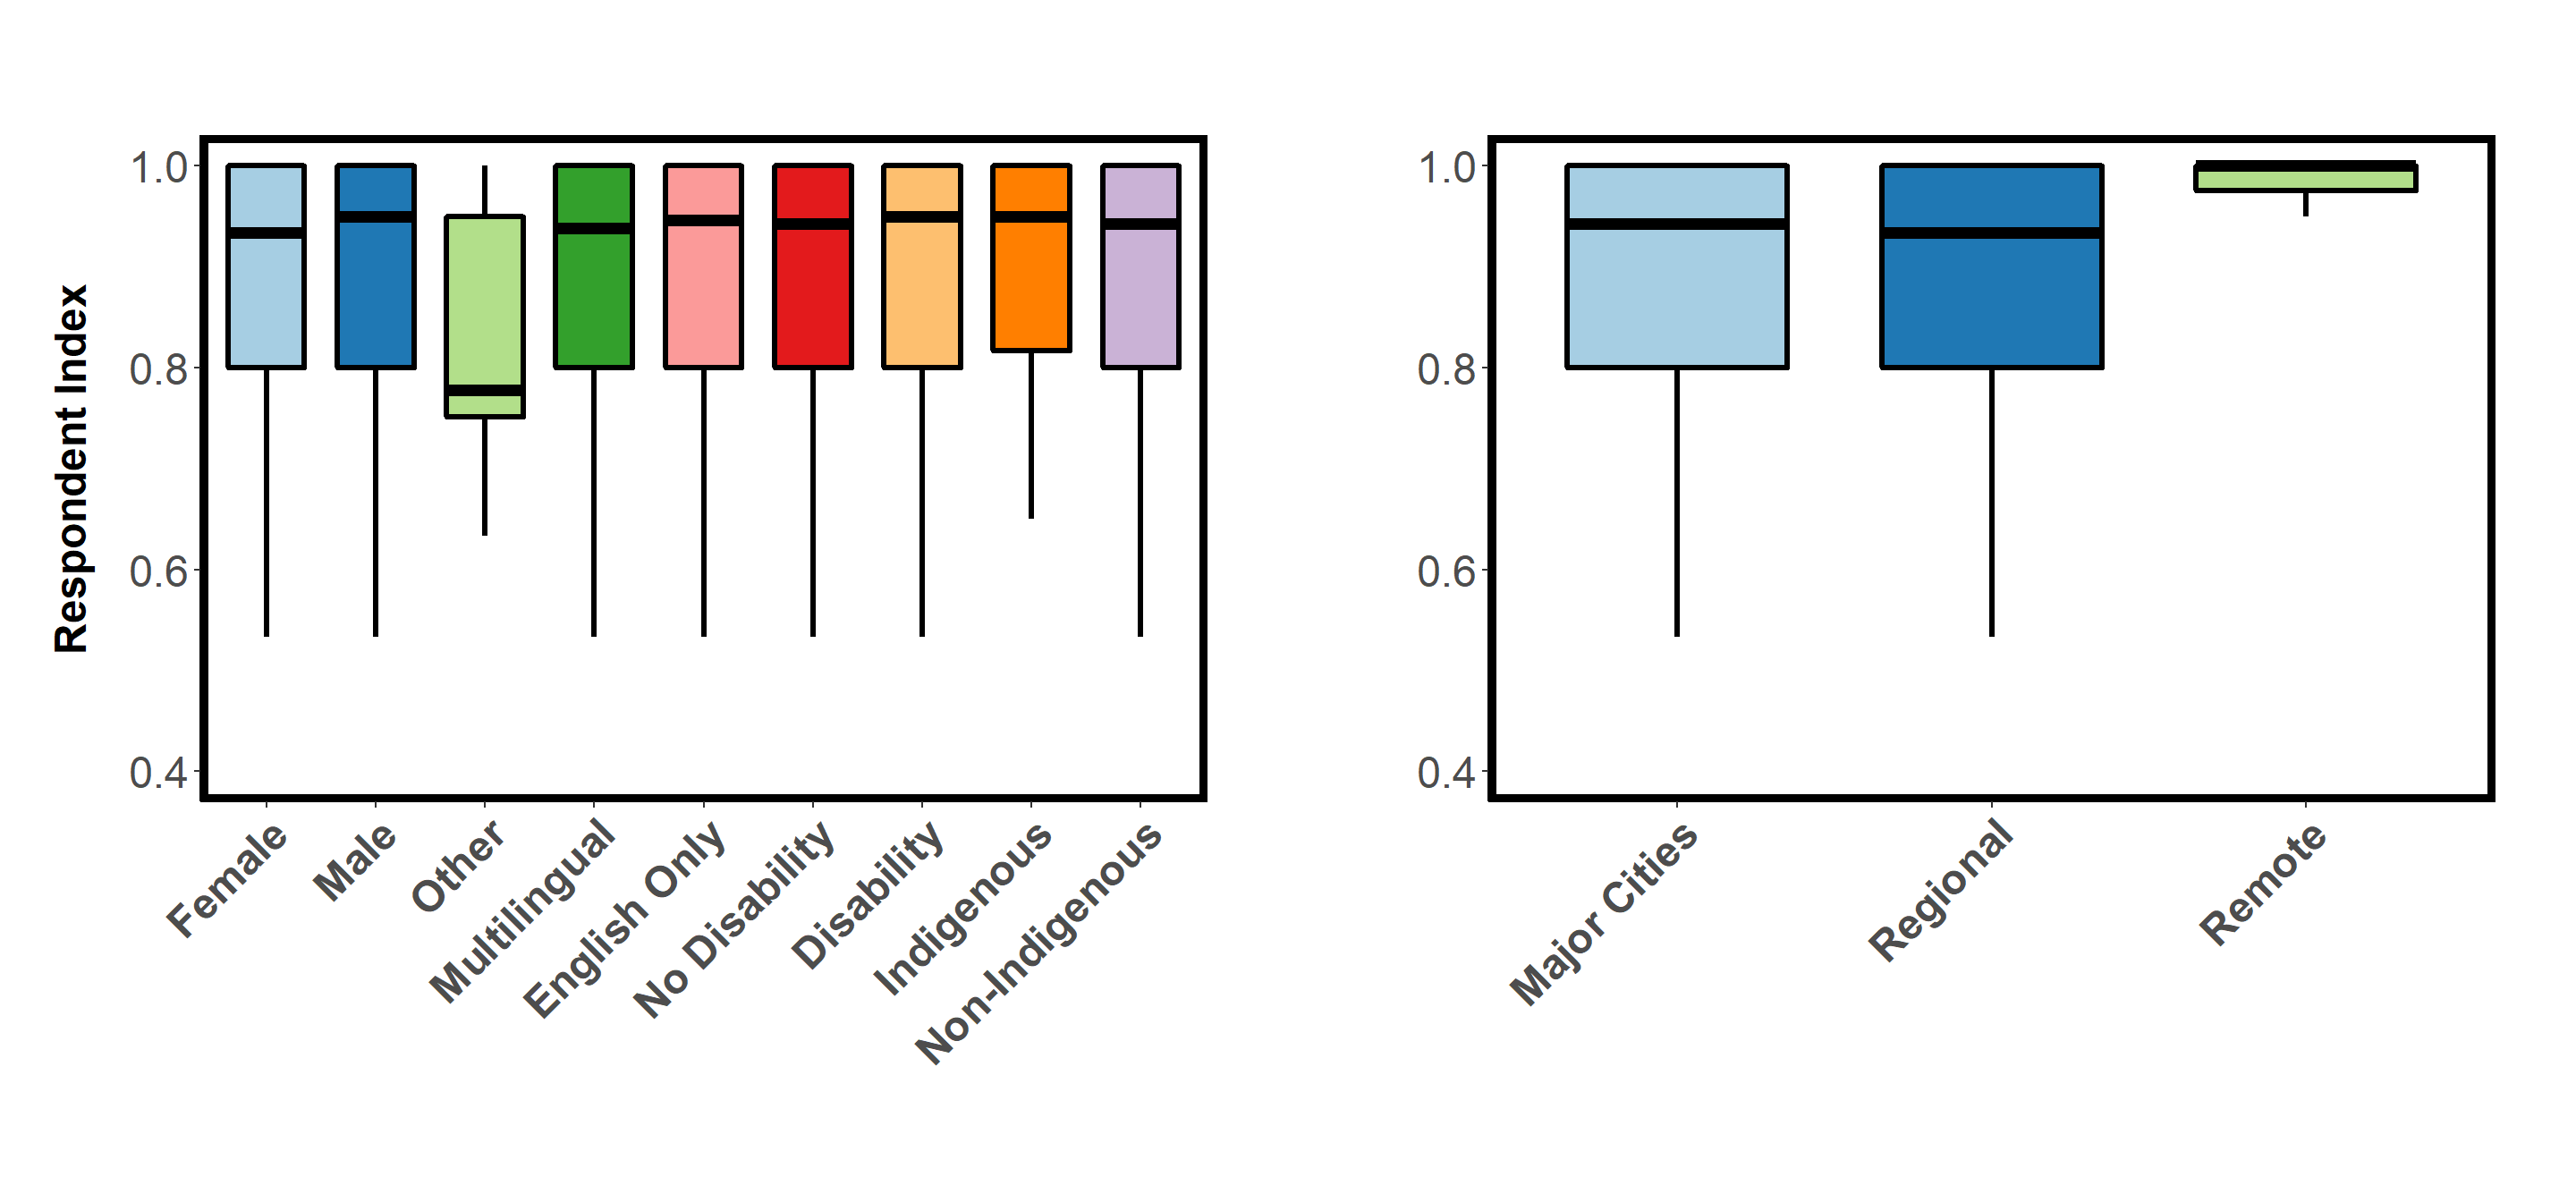 Respondent Index
1.0
0.8
0.6
0.4
Female
Male
Other
Multilingual
English Only
No Disability
Disability
Indigenous
Non-Indigenous
1.0
0.8
0.6
0.4
Major Cities
Regional
Remote